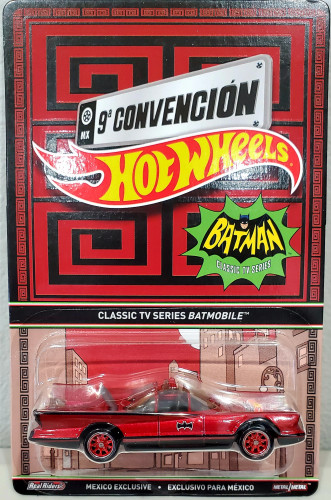 MX
9ª CONVENCIÓN
HOT WHEELS
BATMAN
CLASSIC TV SERIES
CLASSIC TV SERIES BATMOBILE™
Real Riders
MEXICO EXCLUSIVE • EXCLUSIVO PARA MÉXICO
METAL/METAL